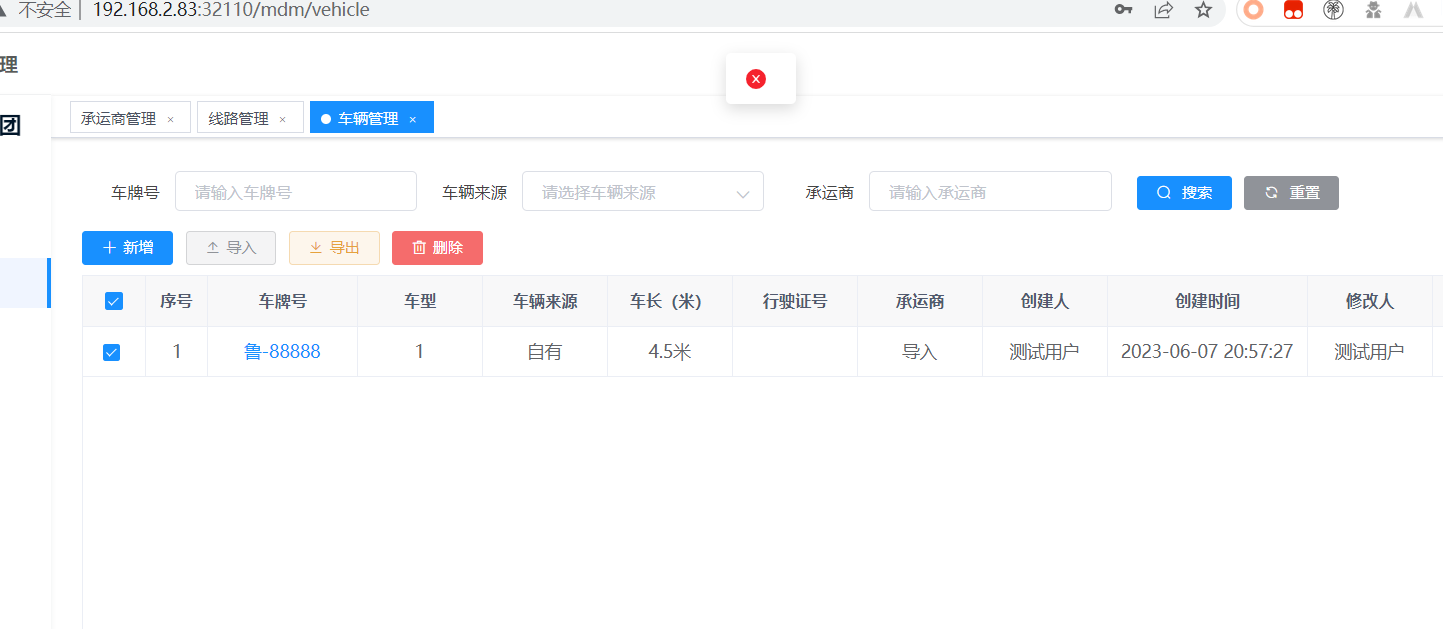 不安全 192.168.2.83:32110/mdm/vehicle
理
团
承运商管理 × 线路管理 × 车辆管理 ×
车牌号 请输入车牌号 车辆来源 请选择车辆来源 承运商 请输入承运商 搜索 重置
新增 导入 导出 删除
序号 车牌号 车型 车辆来源 车长（米） 行驶证号 承运商 创建人 创建时间 修改人
1 鲁-88888 1 自有 4.5米 导入 测试用户 2023-06-07 20:57:27 测试用户